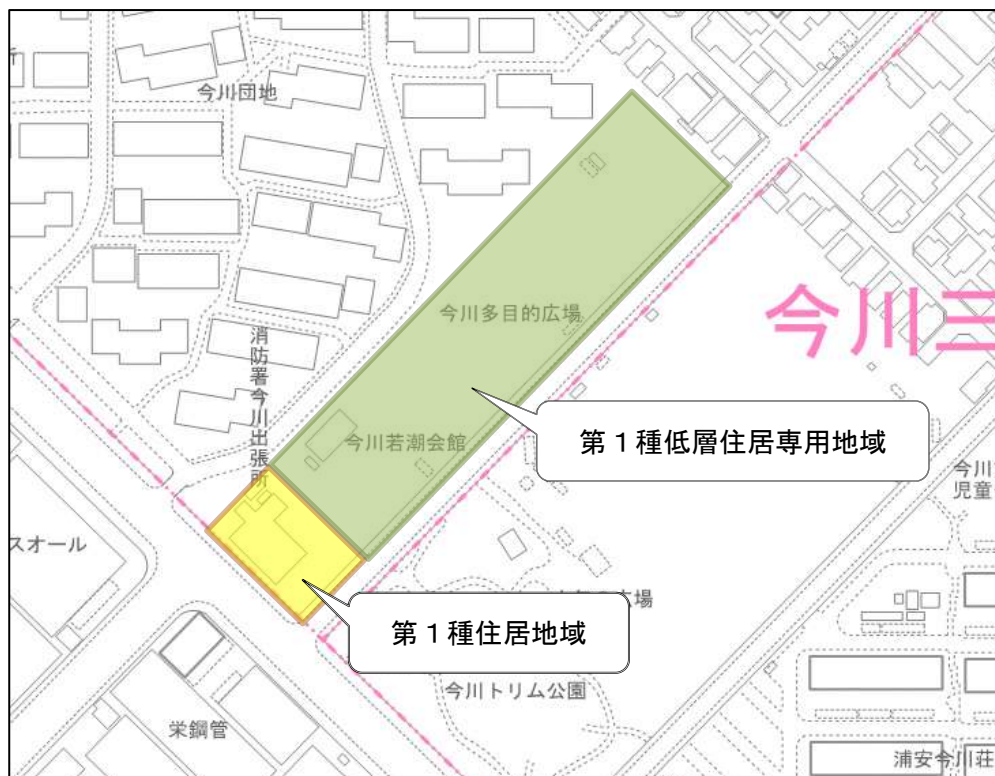 今川団地
今川多目的広場
今川三
消防署今川出張所
今川若潮会館
第１種低層住居専用地域
今川
児童
スオール
広場
第１種住居地域
今川トリム公園
栄鋼管
浦安今川荘